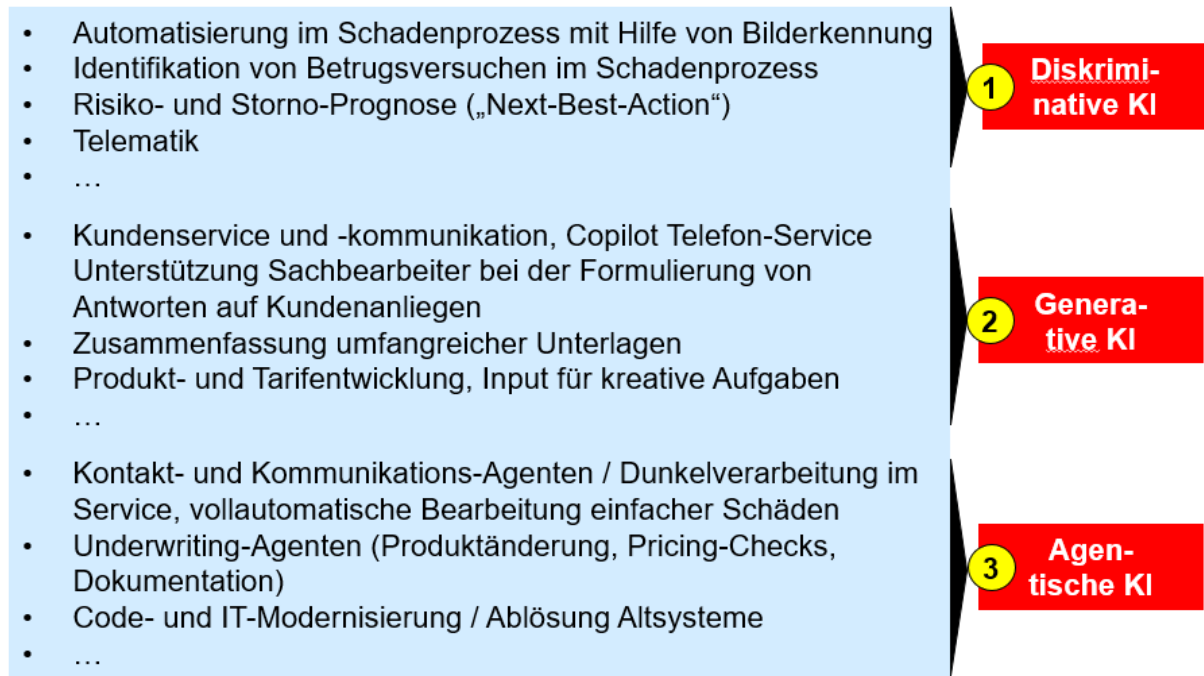 • Automatisierung im Schadenprozess mit Hilfe von Bilderkennung
• Identifikation von Betrugsversuchen im Schadenprozess
• Risiko- und Storno-Prognose („Next-Best-Action“)
• Telematik
• …
1
Diskrimi-
native KI
• Kundenservice und -kommunikation, Copilot Telefon-Service
Unterstützung Sachbearbeiter bei der Formulierung von
Antworten auf Kundenanliegen
• Zusammenfassung umfangreicher Unterlagen
• Produkt- und Tarifentwicklung, Input für kreative Aufgaben
• …
2
Genera-
tive KI
• Kontakt- und Kommunikations-Agenten / Dunkelverarbeitung im
Service, vollautomatische Bearbeitung einfacher Schäden
• Underwriting-Agenten (Produktänderung, Pricing-Checks,
Dokumentation)
• Code- und IT-Modernisierung / Ablösung Altsysteme
• …
3
Agen-
tische KI